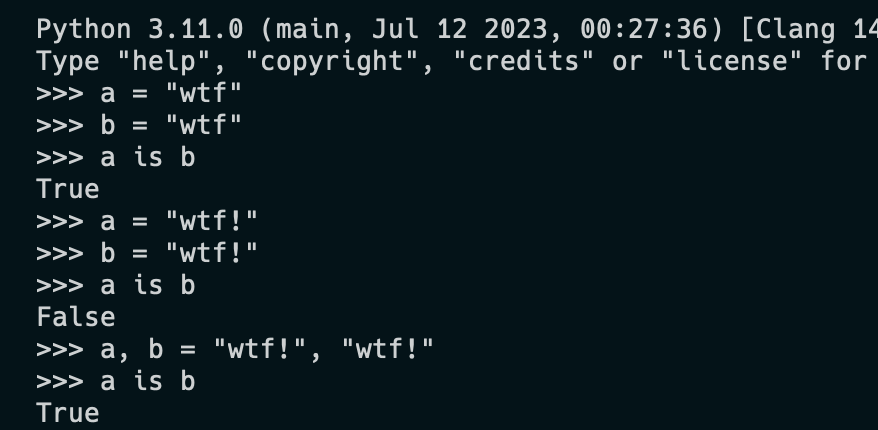 Python 3.11.0 (main, Jul 12 2023, 00:27:36) [Clang 14
Type "help", "copyright", "credits" or "license" for
>>> a = "wtf"
>>> b = "wtf"
>>> a is b
True
>>> a = "wtf!"
>>> b = "wtf!"
>>> a is b
False
>>> a, b = "wtf!", "wtf!"
>>> a is b
True